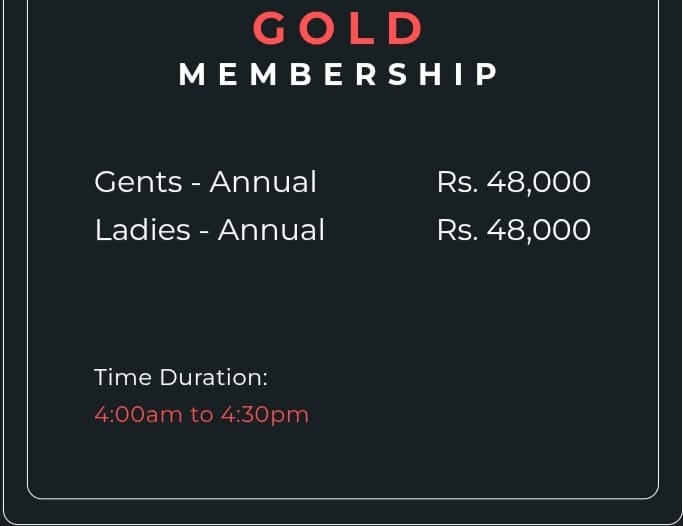 GOLD
MEMBERSHIP
Gents - Annual Rs. 48,000
Ladies - Annual Rs. 48,000
Time Duration:
4:00am to 4:30pm